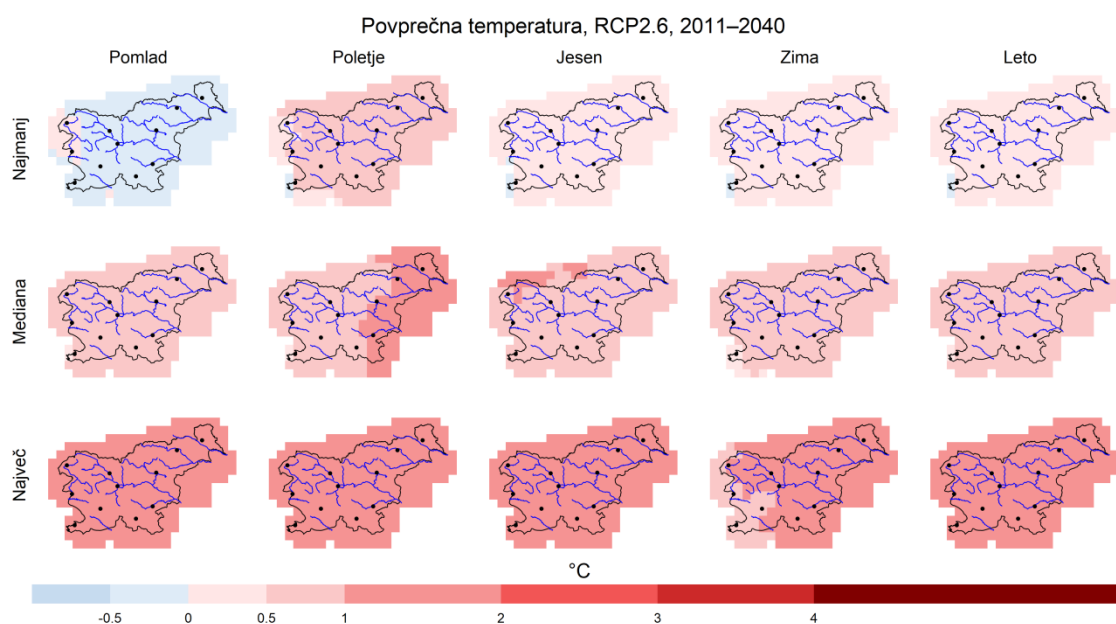 Povprečna temperatura, RCP2.6, 2011–2040
Pomlad Poletje Jesen Zima Leto
Najmanj
Mediana
Največ
°C
-0.5 0 0.5 1 2 3 4